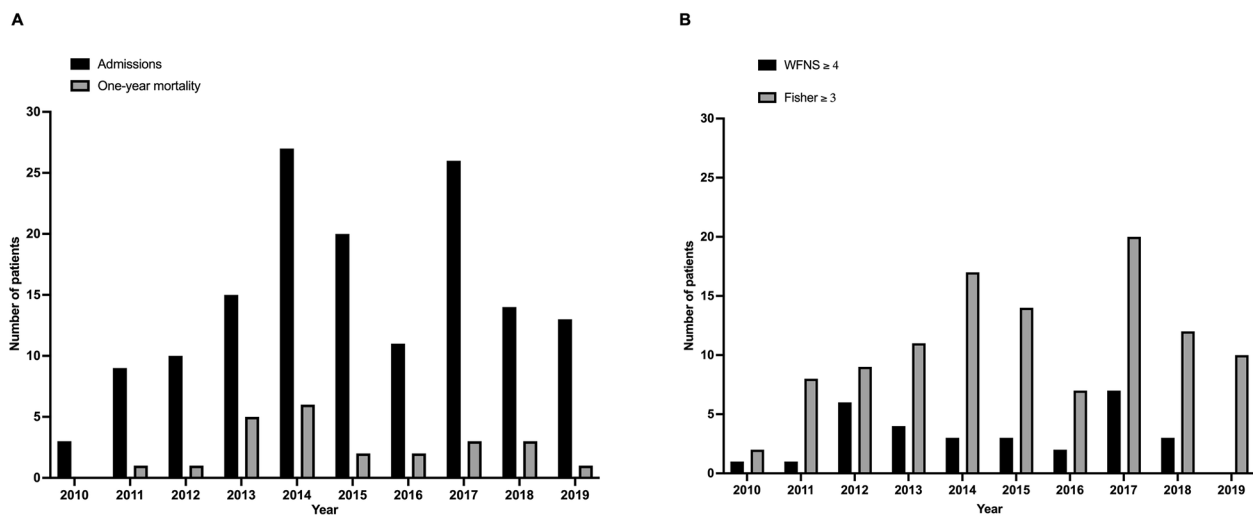 A
Admissions
One-year mortality
30
25
20
15
10
5
0
Number of patients
2010 2011 2012 2013 2014 2015 2016 2017 2018 2019
Year
B
WFNS ≥ 4
Fisher ≥ 3
30
25
20
15
10
5
0
Number of patients
2010 2011 2012 2013 2014 2015 2016 2017 2018 2019
Year